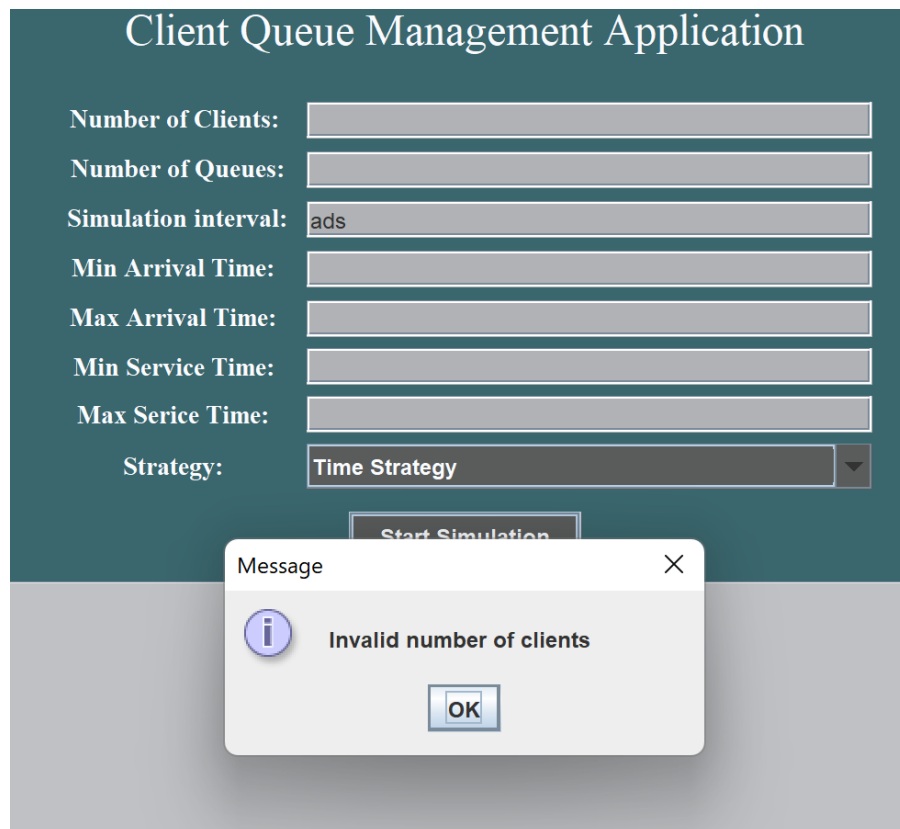 Client Queue Management Application
Number of Clients:
Number of Queues:
Simulation interval: ads
Min Arrival Time:
Max Arrival Time:
Min Service Time:
Max Serice Time:
Strategy: Time Strategy
Start Simulation
Message
Invalid number of clients
OK